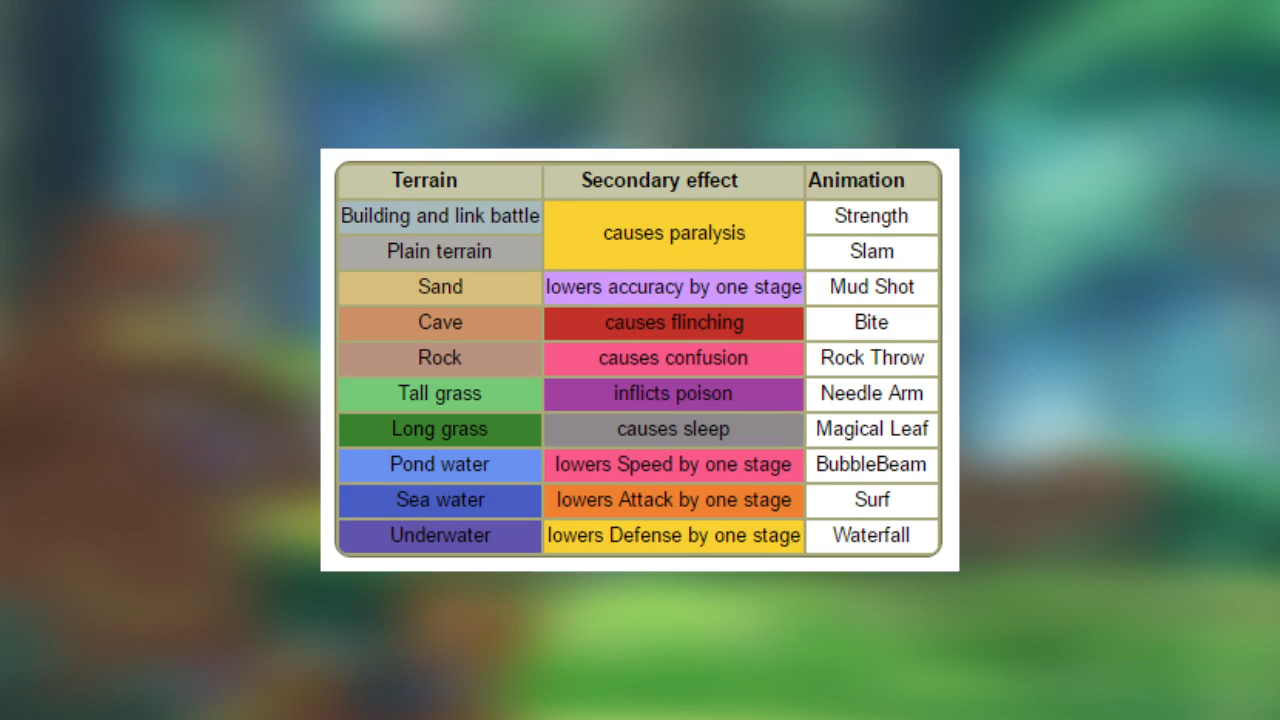 Terrain Secondary effect Animation
Building and link battle causes paralysis Strength
Plain terrain Slam
Sand lowers accuracy by one stage Mud Shot
Cave causes flinching Bite
Rock causes confusion Rock Throw
Tall grass inflicts poison Needle Arm
Long grass causes sleep Magical Leaf
Pond water lowers Speed by one stage BubbleBeam
Sea water lowers Attack by one stage Surf
Underwater lowers Defense by one stage Waterfall